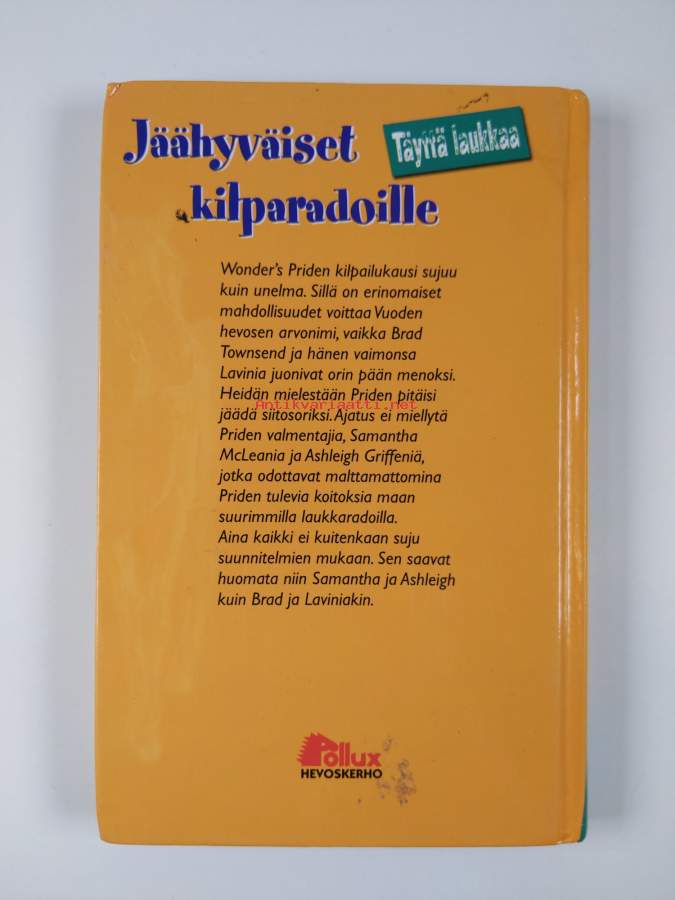 Jäähyväiset
Täyttä laukkaa
kilparadoille
Wonder's Priden kilpailukausi sujuu
kuin unelma. Sillä on erinomaiset
mahdollisuudet voittaa Vuoden
hevosen arvonimi, vaikka Brad
Townsend ja hänen vaimonsa
Lavinia juonivat orin pään menoksi.
Heidän mielestään Priden pitäisi
Antikvariaatti.net
jäädä siitosoriksi. Ajatus ei miellytä
Priden valmentajia, Samantha
McLeania ja Ashleigh Griffeniä,
jotka odottavat malttamattomina
Priden tulevia koitoksia maan
suurimmilla laukkaradoilla.
Aina kaikki ei kuitenkaan suju
suunnitelmien mukaan. Sen saavat
huomata niin Samantha ja Ashleigh
kuin Brad ja Laviniakin.
Pollux
HEVOSKERHO